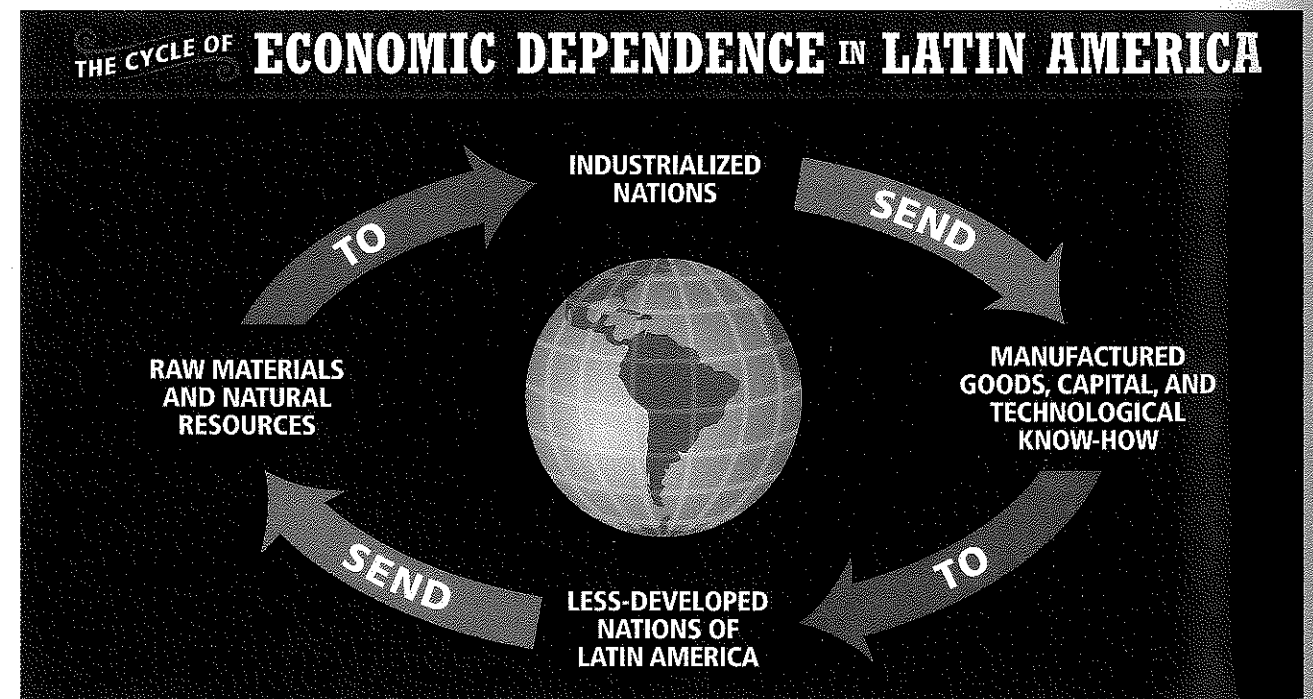 THE CYCLE OF ECONOMIC DEPENDENCE IN LATIN AMERICA
INDUSTRIALIZED
NATIONS
SEND
MANUFACTURED
GOODS, CAPITAL, AND
TECHNOLOGICAL
KNOW-HOW
TO
LESS-DEVELOPED
NATIONS OF
LATIN AMERICA
SEND
RAW MATERIALS
AND NATURAL
RESOURCES
TO